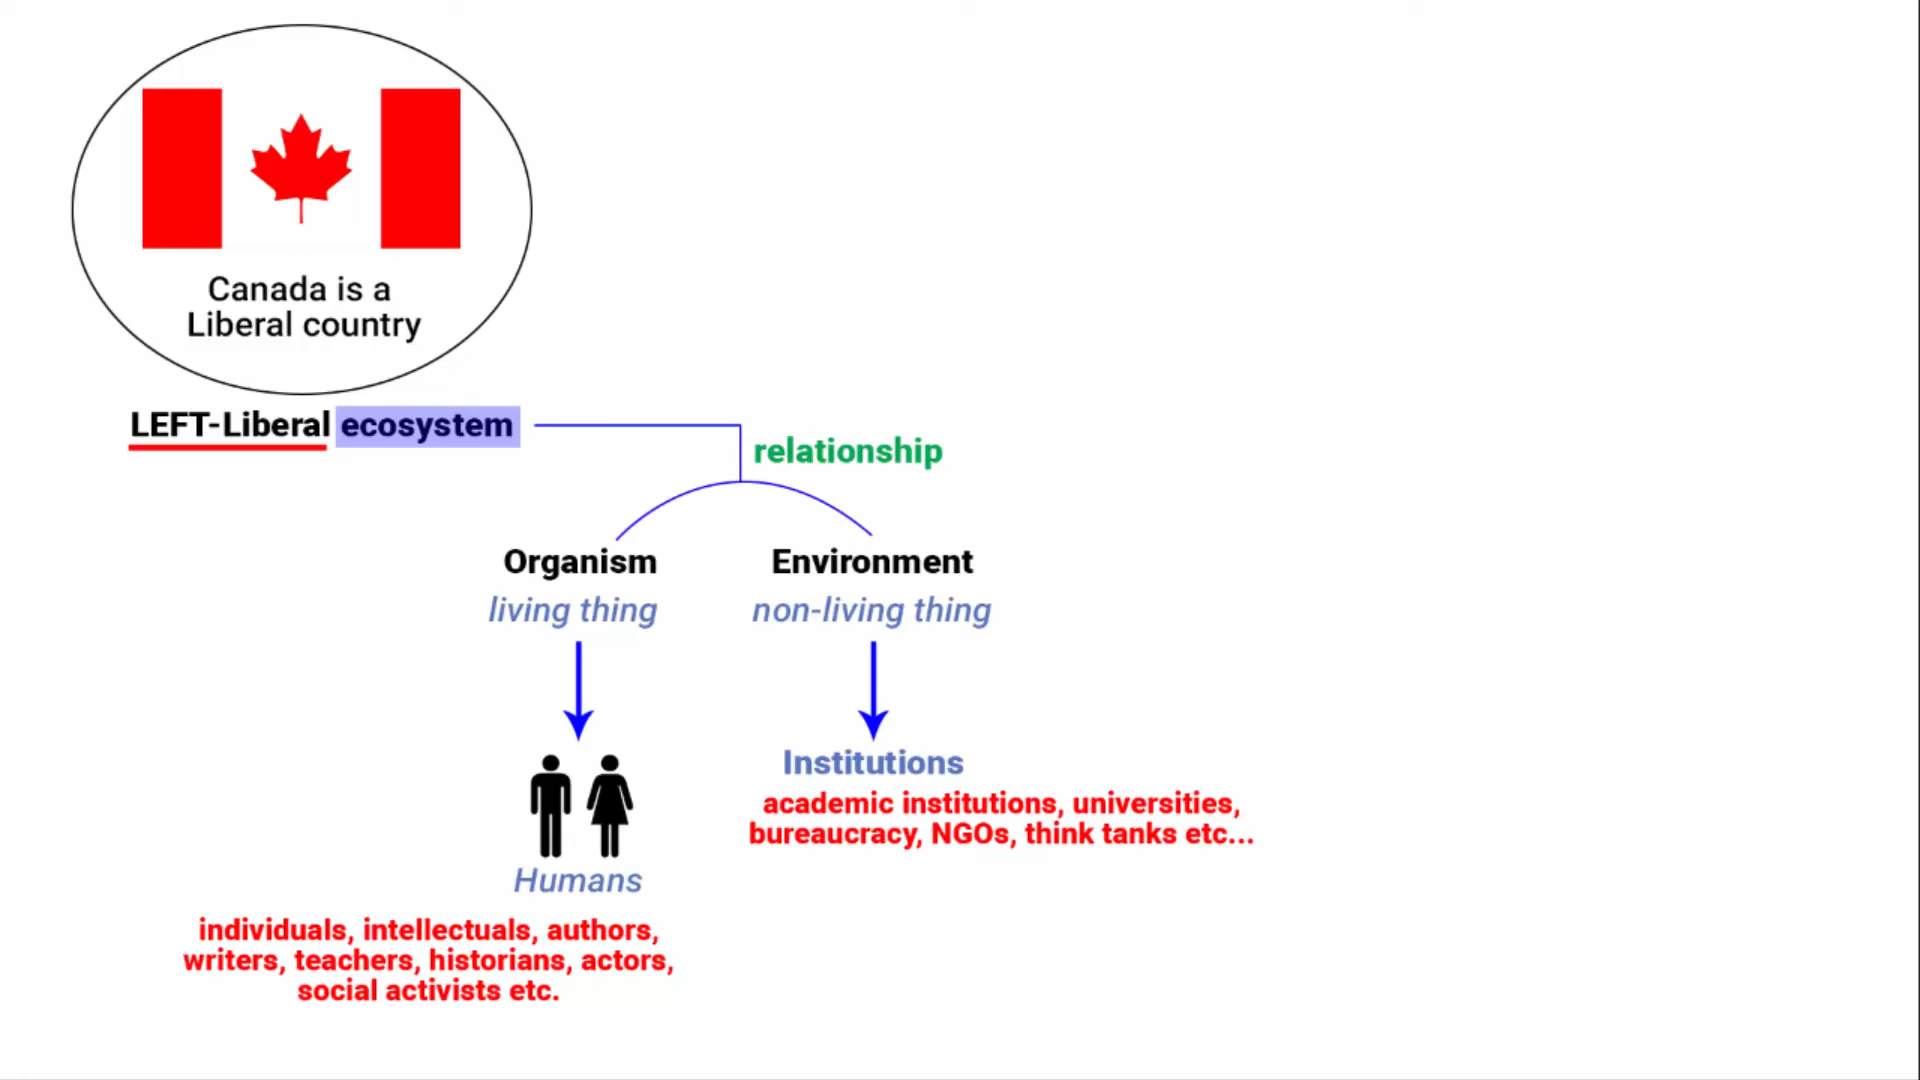 Canada is a
Liberal country
LEFT-Liberal ecosystem
relationship
Organism
living thing
Environment
non-living thing
Humans
individuals, intellectuals, authors,
writers, teachers, historians, actors,
social activists etc.
Institutions
academic institutions, universities,
bureaucracy, NGOs, think tanks etc...